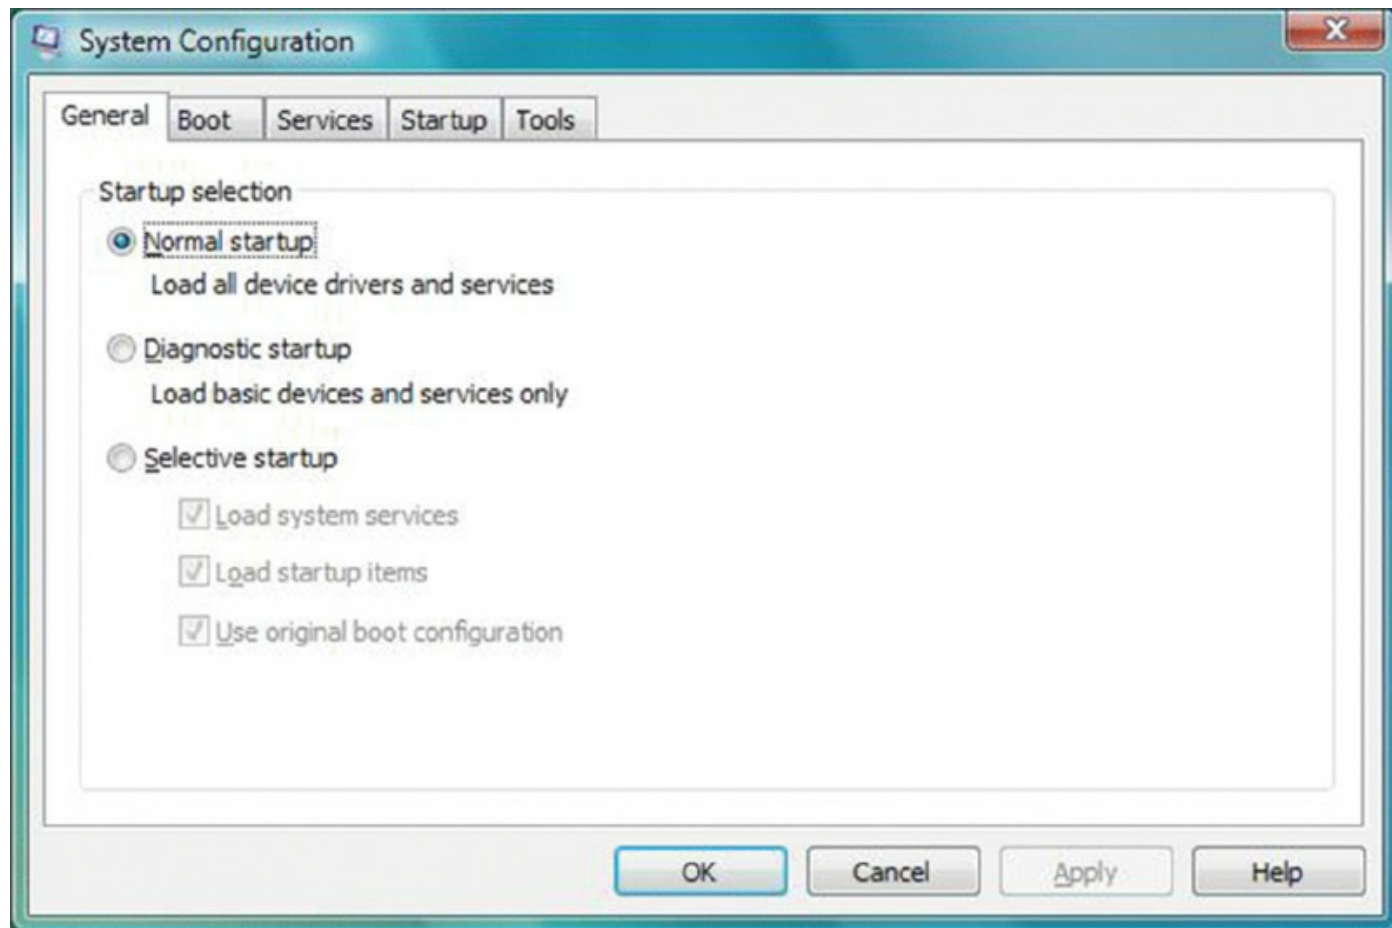 System Configuration
General Boot Services Startup Tools
Startup selection
Normal startup
Load all device drivers and services
Diagnostic startup
Load basic devices and services only
Selective startup
Load system services
Load startup items
Use original boot configuration
OK Cancel Apply Help